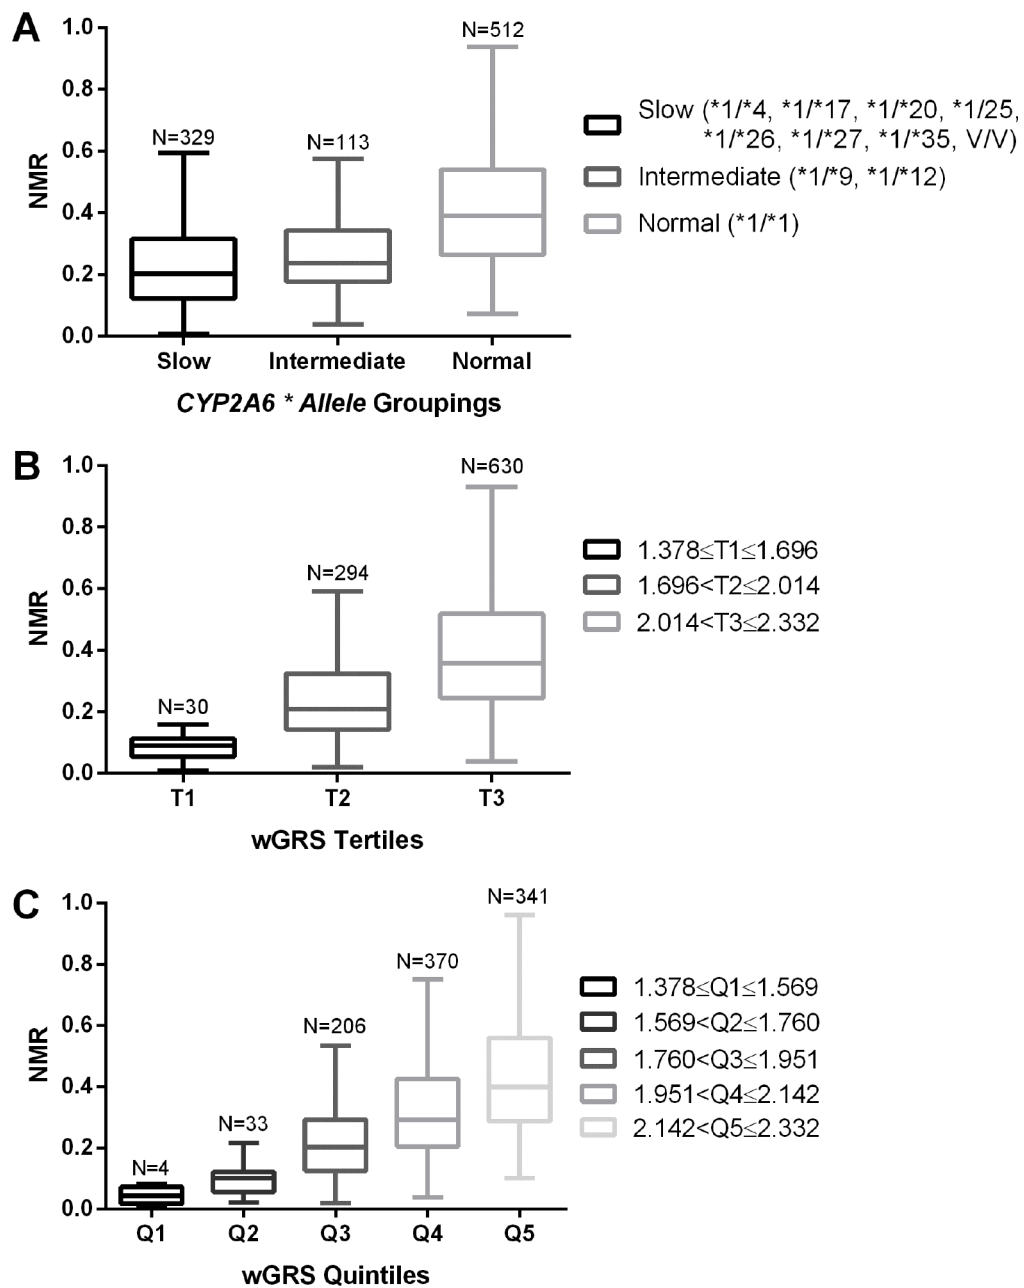 A
1.0
0.8
0.6
0.4
0.2
0.0
NMR
N=329
N=113
N=512
Slow
Intermediate
Normal
CYP2A6 * Allele Groupings
Slow (*1/*4, *1/*17, *1/*20, *1/25,
*1/*26, *1/*27, *1/*35, V/V)
Intermediate (*1/*9, *1/*12)
Normal (*1/*1)
B
1.0
0.8
0.6
0.4
0.2
0.0
NMR
N=30
N=294
N=630
T1
T2
T3
wGRS Tertiles
1.378≤T1≤1.696
1.696<T2≤2.014
2.014<T3≤2.332
C
1.0
0.8
0.6
0.4
0.2
0.0
NMR
N=4
N=33
N=206
N=370
N=341
Q1
Q2
Q3
Q4
Q5
wGRS Quintiles
1.378≤Q1≤1.569
1.569<Q2≤1.760
1.760<Q3≤1.951
1.951<Q4≤2.142
2.142<Q5≤2.332